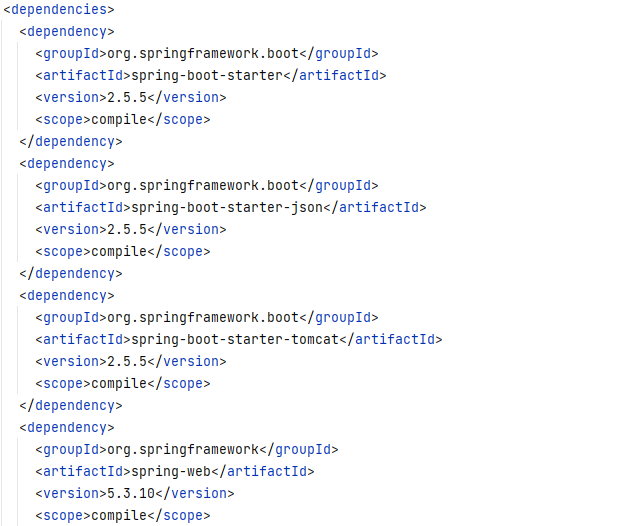 <dependencies>
<dependency>
<groupId>org.springframework.boot</groupId>
<artifactId>spring-boot-starter</artifactId>
<version>2.5.5</version>
<scope>compile</scope>
</dependency>
<dependency>
<groupId>org.springframework.boot</groupId>
<artifactId>spring-boot-starter-json</artifactId>
<version>2.5.5</version>
<scope>compile</scope>
</dependency>
<dependency>
<groupId>org.springframework.boot</groupId>
<artifactId>spring-boot-starter-tomcat</artifactId>
<version>2.5.5</version>
<scope>compile</scope>
</dependency>
<dependency>
<groupId>org.springframework</groupId>
<artifactId>spring-web</artifactId>
<version>5.3.10</version>
<scope>compile</scope>